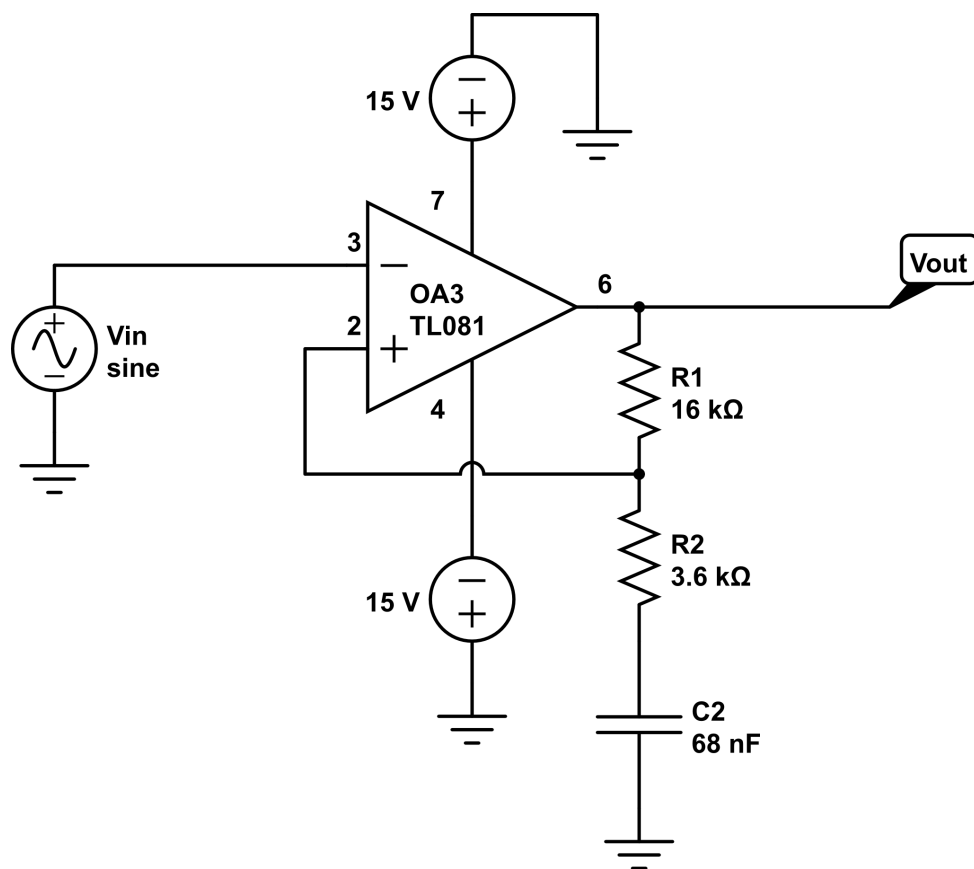 15 V
7
3
−
OA3
TL081
2
+
4
6
Vout
Vin
sine
R1
16 kΩ
R2
3.6 kΩ
15 V
C2
68 nF